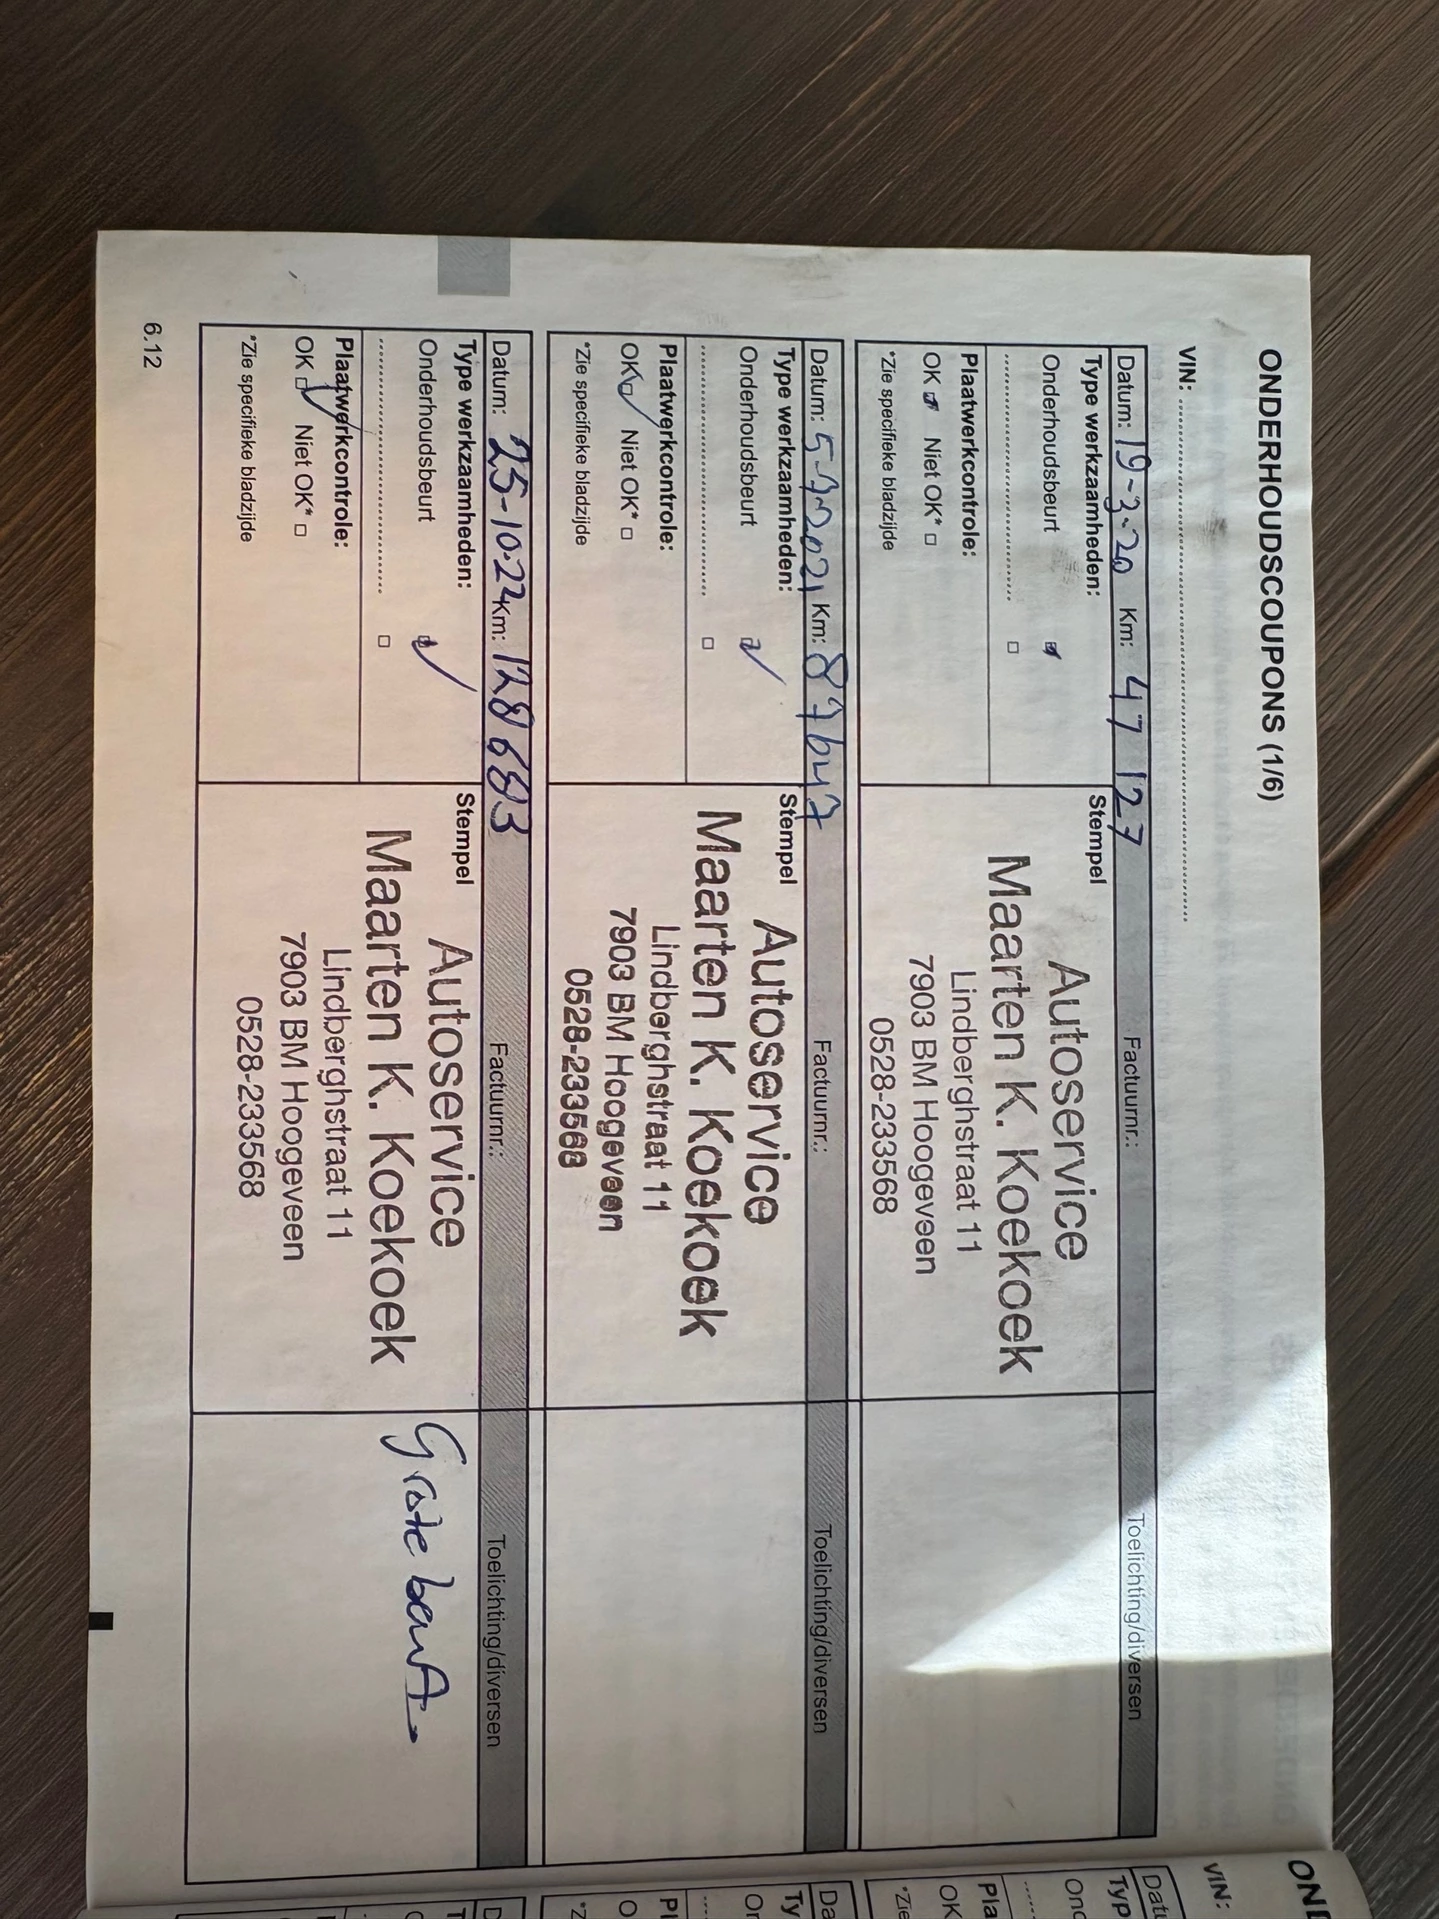 ONDERHOUDSCOUPONS (1/6)
VIN: ........................................
Datum: 19-3-20 Km: 47 127
Factuurnr.:
Toelichting/diversen
Type werkzaamheden:
Onderhoudsbeurt
Plaatwerkcontrole:
OK Niet OK*
*Zie specifieke bladzijde
Stempel
Autoservice
Maarten K. Koekoek
Lindberghstraat 11
7903 BM Hoogeveen
0528-233568
Datum: 5-7-2021 Km: 87647
Factuurnr.:
Toelichting/diversen
Type werkzaamheden:
Onderhoudsbeurt
Plaatwerkcontrole:
OK Niet OK*
*Zie specifieke bladzijde
Stempel
Autoservice
Maarten K. Koekoek
Lindberghstraat 11
7903 BM Hoogeveen
0528-233568
Datum: 25-10-22 Km: 128683
Factuurnr.:
Toelichting/diversen
Type werkzaamheden:
Onderhoudsbeurt
Plaatwerkcontrole:
OK Niet OK*
*Zie specifieke bladzijde
Stempel
Autoservice
Maarten K. Koekoek
Lindberghstraat 11
7903 BM Hoogeveen
0528-233568
Grote beurt
6.12
VIN: